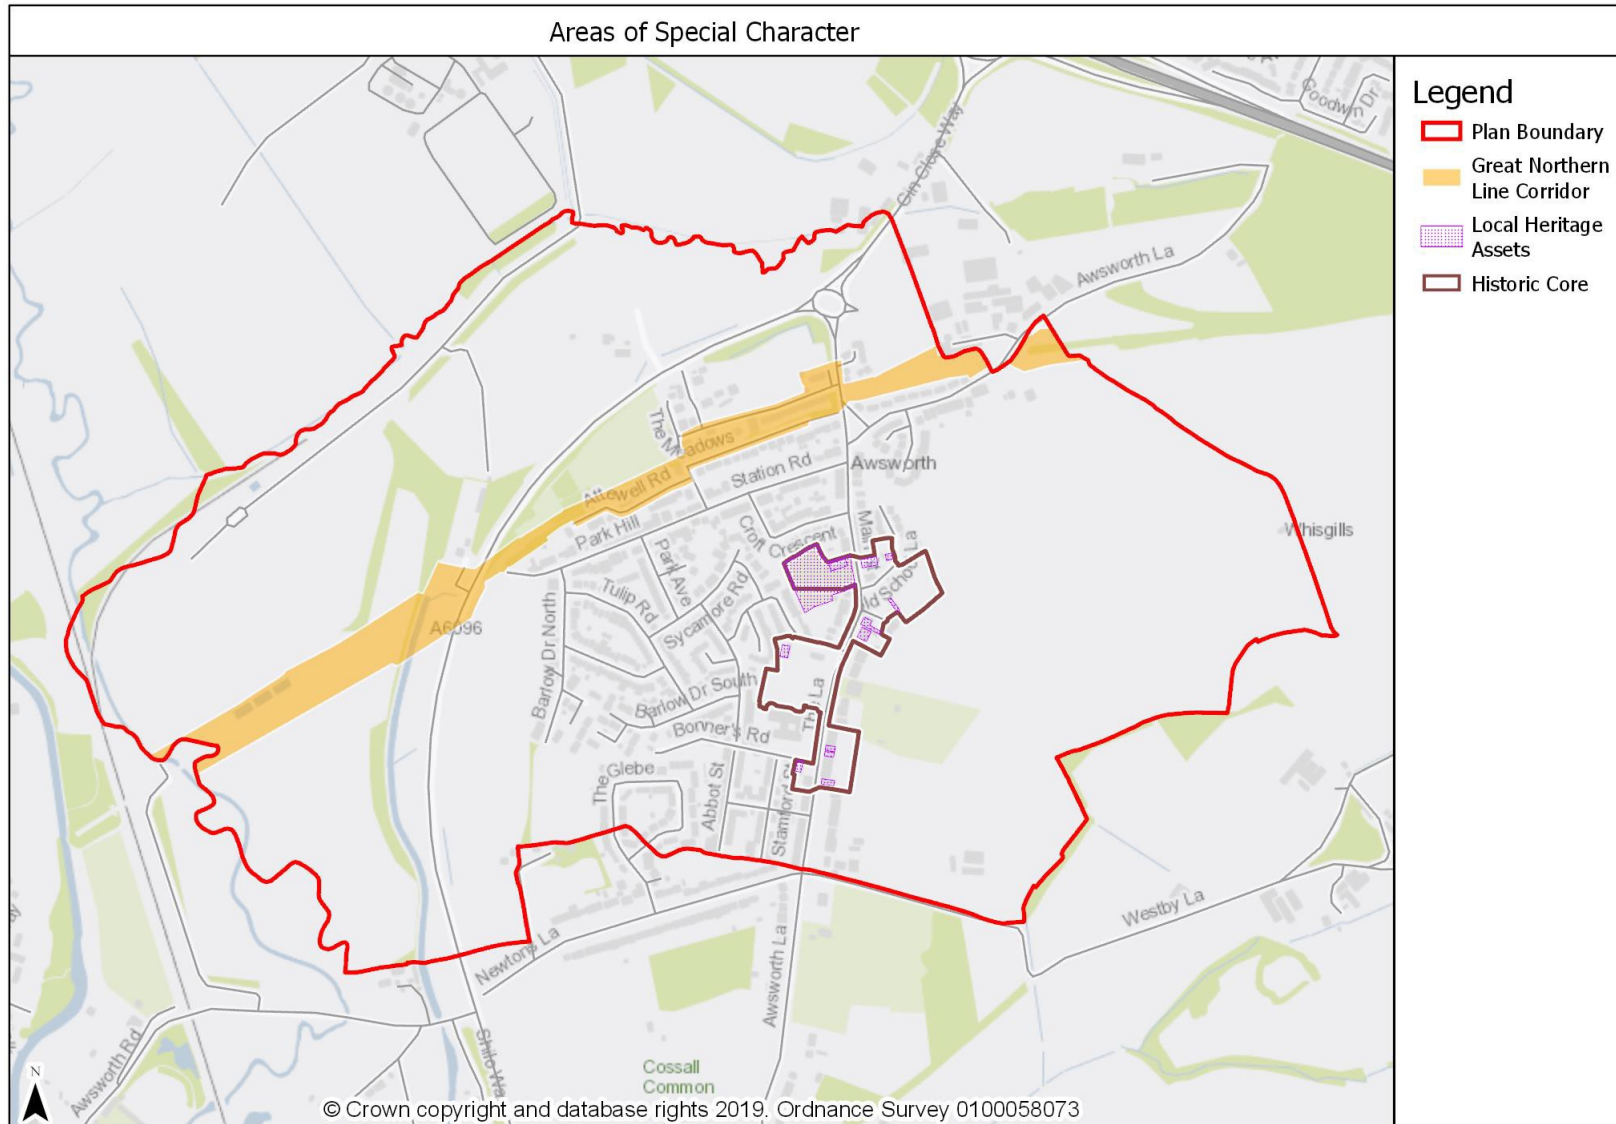 Areas of Special Character
Legend
Plan Boundary
Great Northern
Line Corridor
Local Heritage
Assets
Historic Core
Goodwin Dr
Gin Close Way
Awsworth La
The Meadows
Attewell Rd
Station Rd
Awsworth
Park Hill
Croft
Crescent
Main
Whisgills
Park Ave
Tulip Rd
Sycamore Rd
A6096
Barlow Dr North
Barlow Dr South
The La
Bonner's Rd
The Glebe
Abbot St
Stamford St
Westby La
Newtons La
Awsworth La
Awsworth Rd
Shilo Wa
Cossall
Common
N
© Crown copyright and database rights 2019. Ordnance Survey 0100058073